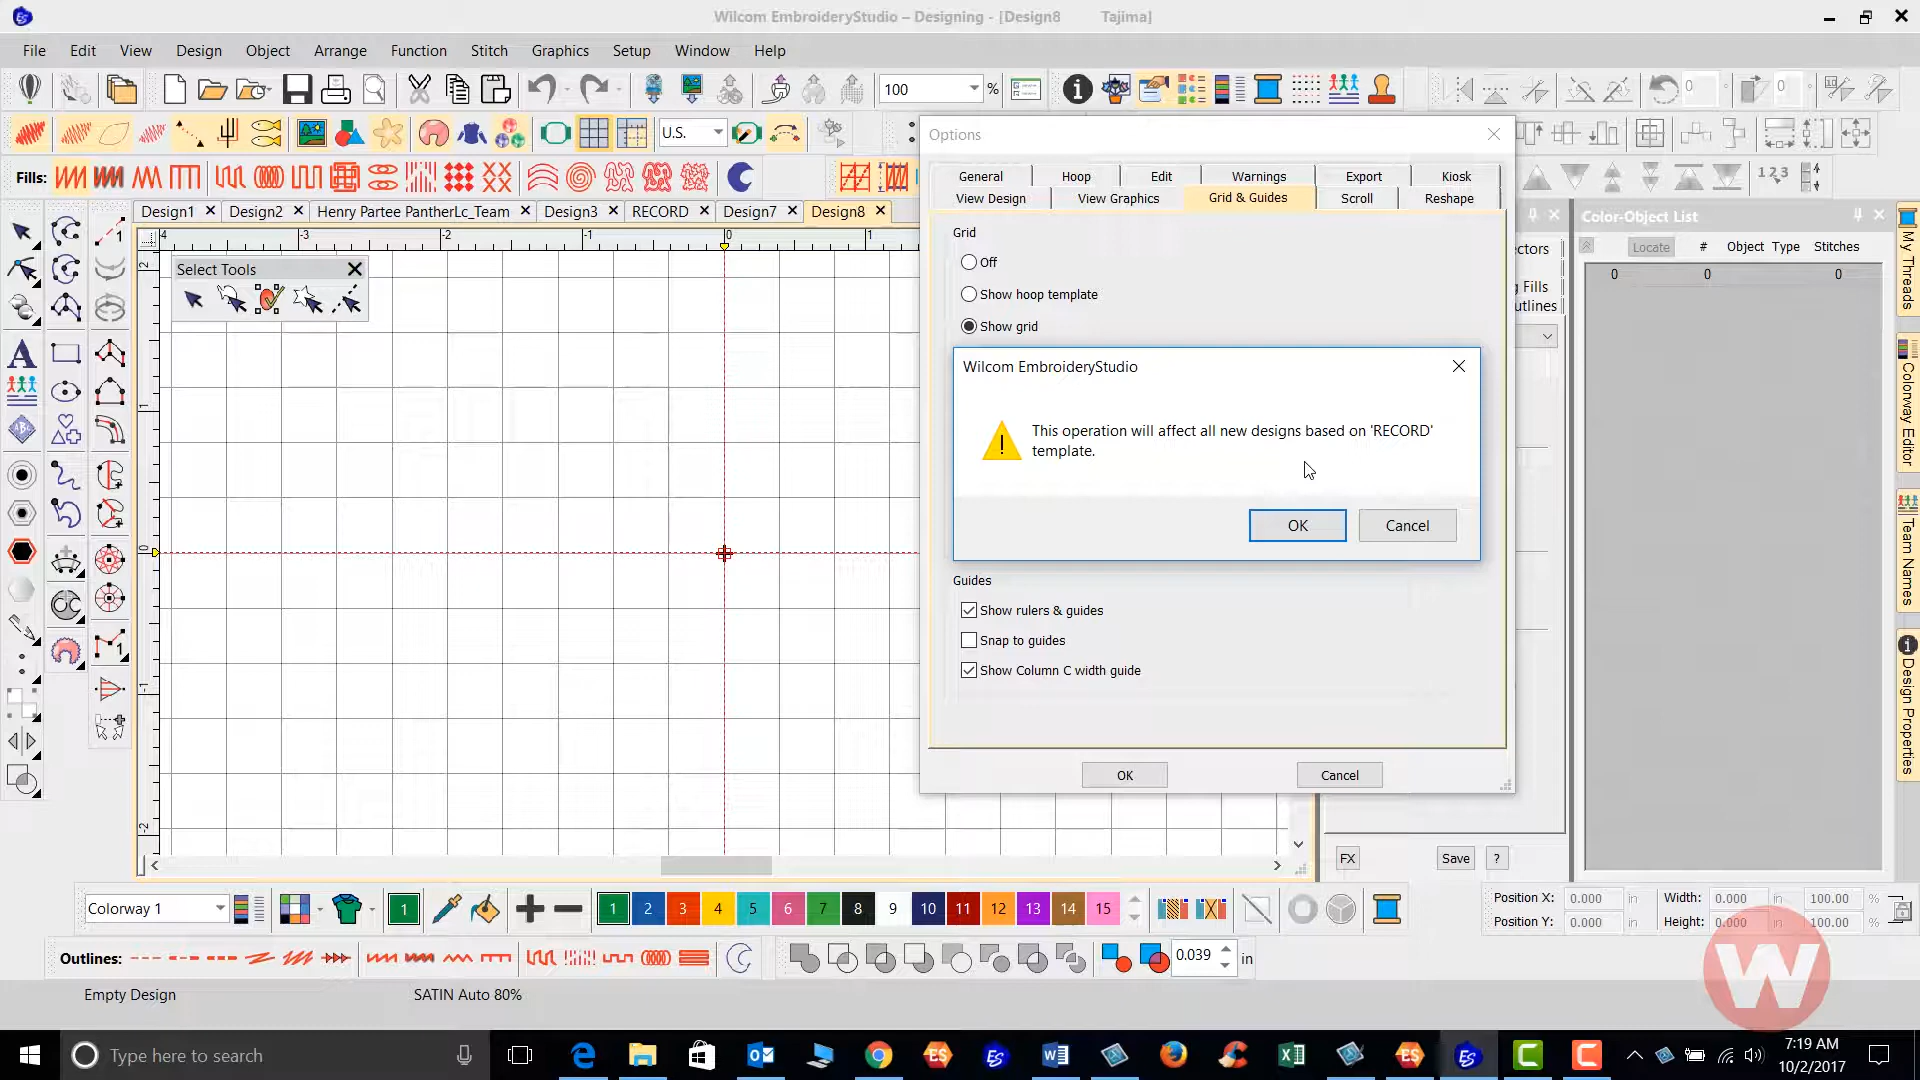 Wilcom EmbroideryStudio – Designing - [Design8 Tajima]
File Edit View Design Object Arrange Function Stitch Graphics Setup Window Help
100 %
0 0
U.S.
Fills:
1 2 3
Design1 Design2 Henry Partee PantherLc_Team Design3 RECORD Design7 Design8
Select Tools
Options
General Hoop Edit Warnings Export Kiosk
View Design View Graphics Grid & Guides Scroll Reshape
Grid
Off
Show hoop template
Show grid
Wilcom EmbroideryStudio
This operation will affect all new designs based on 'RECORD'
template.
OK Cancel
Guides
Show rulers & guides
Snap to guides
Show Column C width guide
OK Cancel
Color-Object List
Locate # Object Type Stitches
0 0 0
My Threads
Colorway Editor
Team Names
Design Properties
FX Save ?
Colorway 1
1
1 2 3 4 5 6 7 8 9 10 11 12 13 14 15
Position X: 0.000 in Width: 0.000 in 100.00 %
Position Y: 0.000 in Height: 0.000 in 100.00 %
Outlines:
0.039 in
Empty Design SATIN Auto 80%
W
Type here to search
7:19 AM
10/2/2017